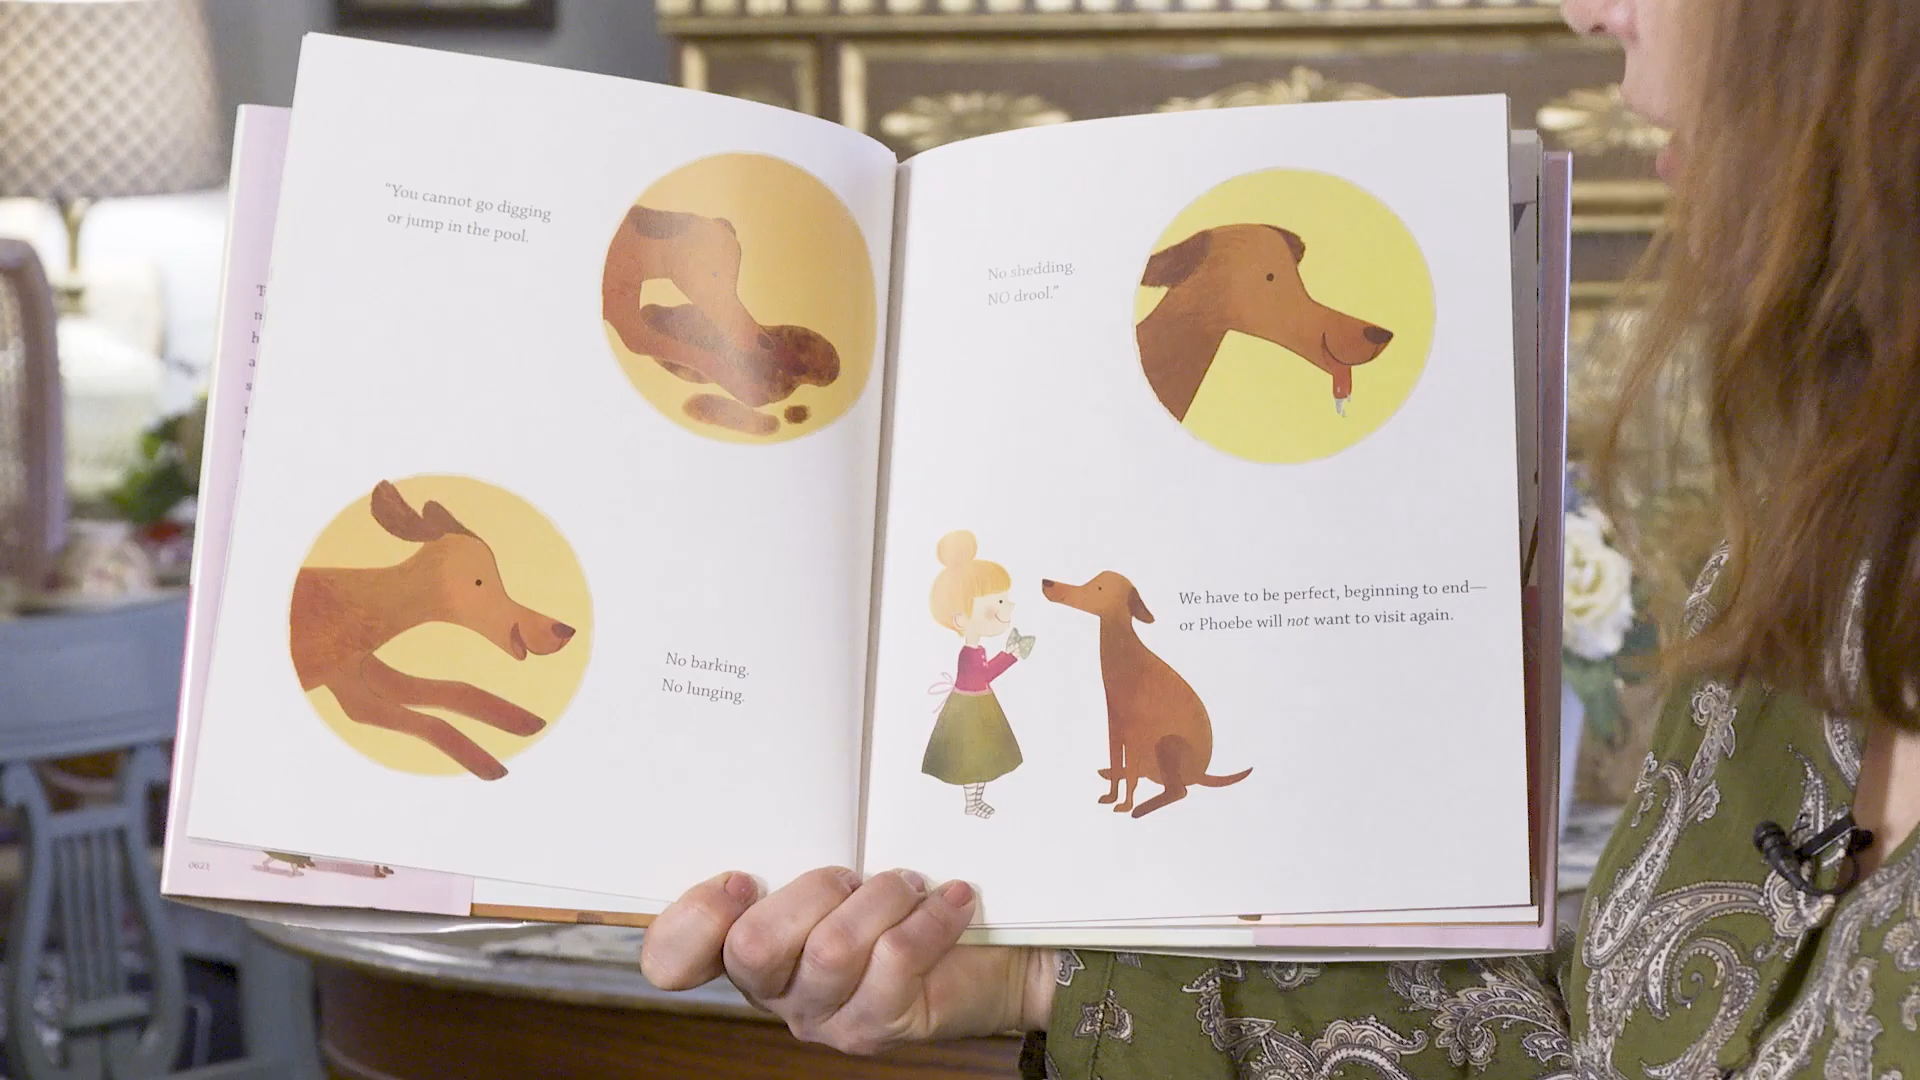 “You cannot go digging
or jump in the pool.
No barking.
No lunging.
No shedding.
NO drool.”
We have to be perfect, beginning to end—
or Phoebe will not want to visit again.
0621